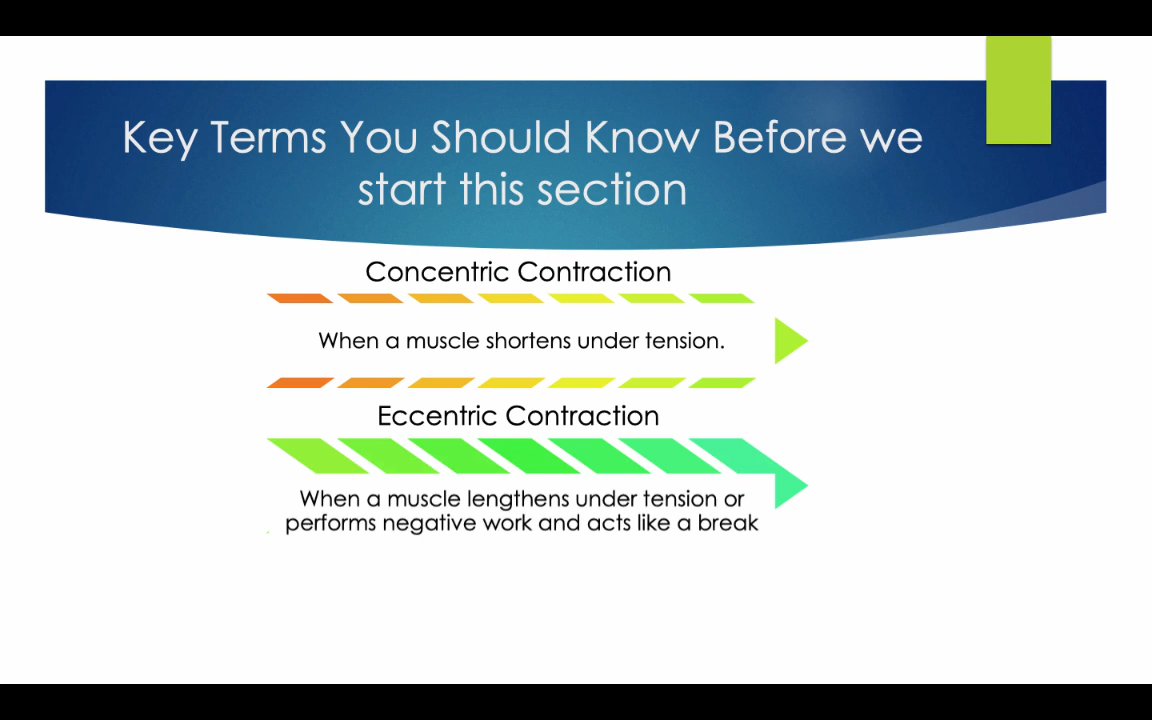 Key Terms You Should Know Before we
start this section
Concentric Contraction
When a muscle shortens under tension.
Eccentric Contraction
When a muscle lengthens under tension or
performs negative work and acts like a break